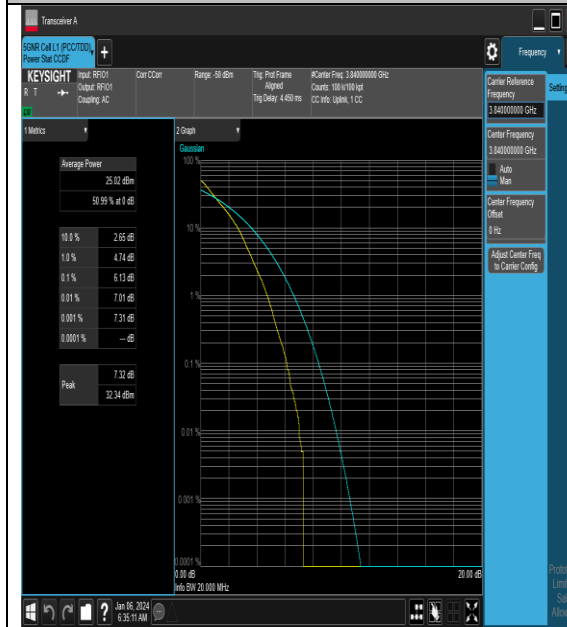 Transceiver A
5GNR Cell L1 (PCC/TDD),
Power Stat CCDF
+
Frequency
KEYSIGHT
R T
Input: RFIO1
Output: RFIO1
Coupling: AC
Corr CCorr
Range: -50 dBm
Trig: Prot Frame
Aligned
Trig Delay: 4.450 ms
#Center Freq: 3.840000000 GHz
Counts: 100 k/100 kpt
CC Info: Uplink, 1 CC
Carrier Reference
Frequency
3.840000000 GHz
Center Frequency
3.840000000 GHz
Auto
Man
Center Frequency
Offset
0 Hz
Adjust Center Freq
to Carrier Config
1 Metrics
Average Power
25.02 dBm
50.99 % at 0 dB
10.0 % 2.65 dB
1.0 % 4.74 dB
0.1 % 6.13 dB
0.01 % 7.01 dB
0.001 % 7.31 dB
0.0001 % --- dB
Peak
7.32 dB
32.34 dBm
2 Graph
Gaussian
100 %
10 %
1 %
0.1 %
0.01 %
0.001 %
0.0001 %
0.00 dB
20.00 dB
Info BW 20.000 MHz
?
Jan 06, 2024
6:35:11 AM